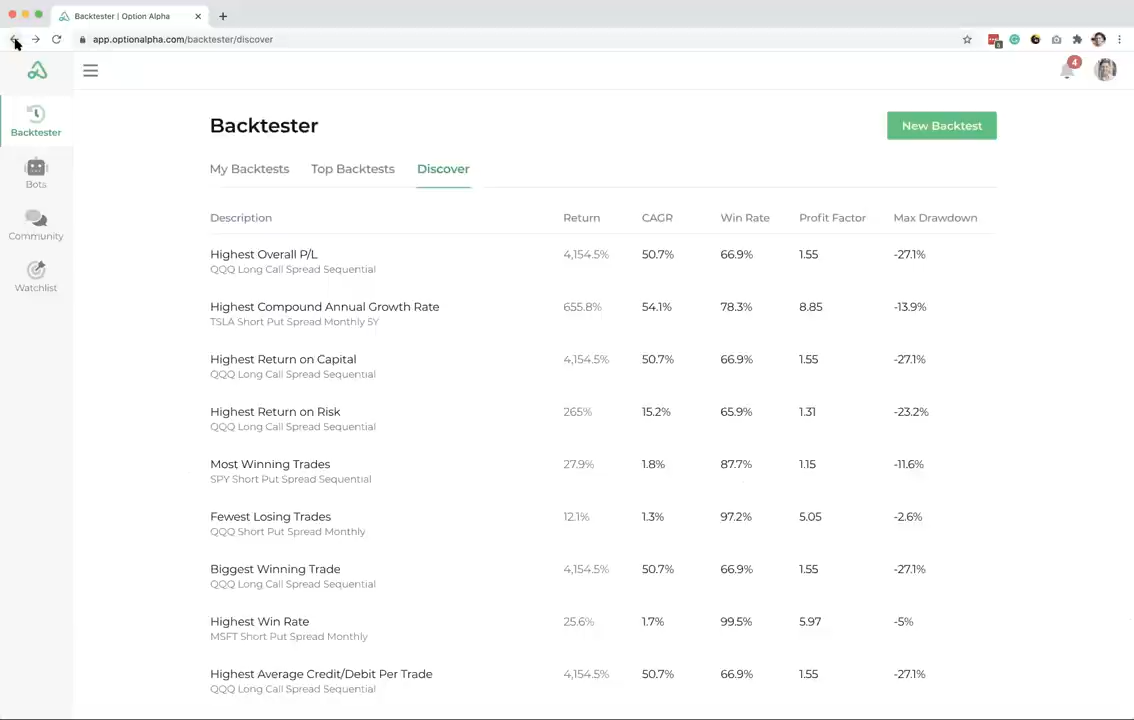 Backtester | Option Alpha
app.optionalpha.com/backtester/discover
4
Backtester
Bots
Community
Watchlist
Backtester
New Backtest
My Backtests Top Backtests Discover
Description Return CAGR Win Rate Profit Factor Max Drawdown
Highest Overall P/L 4,154.5% 50.7% 66.9% 1.55 -27.1%
QQQ Long Call Spread Sequential
Highest Compound Annual Growth Rate 655.8% 54.1% 78.3% 8.85 -13.9%
TSLA Short Put Spread Monthly 5Y
Highest Return on Capital 4,154.5% 50.7% 66.9% 1.55 -27.1%
QQQ Long Call Spread Sequential
Highest Return on Risk 265% 15.2% 65.9% 1.31 -23.2%
QQQ Long Call Spread Sequential
Most Winning Trades 27.9% 1.8% 87.7% 1.15 -11.6%
SPY Short Put Spread Sequential
Fewest Losing Trades 12.1% 1.3% 97.2% 5.05 -2.6%
QQQ Short Put Spread Monthly
Biggest Winning Trade 4,154.5% 50.7% 66.9% 1.55 -27.1%
QQQ Long Call Spread Sequential
Highest Win Rate 25.6% 1.7% 99.5% 5.97 -5%
MSFT Short Put Spread Monthly
Highest Average Credit/Debit Per Trade 4,154.5% 50.7% 66.9% 1.55 -27.1%
QQQ Long Call Spread Sequential